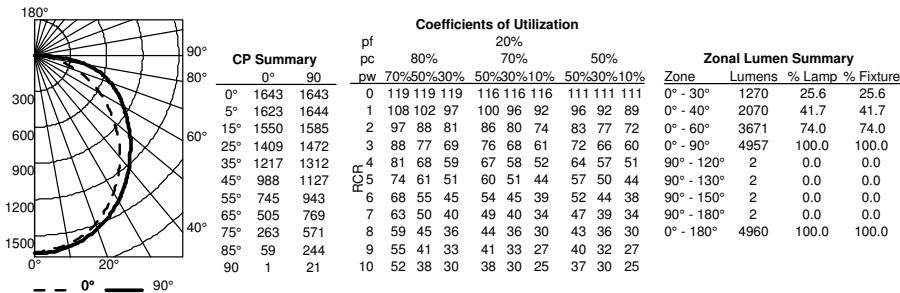 180°
90°
80°
60°
40°
300
600
900
1200
1500
0° 20°
0° 90°
CP Summary
0° 90
0° 1643 1643
5° 1623 1644
15° 1550 1585
25° 1409 1472
35° 1217 1312
45° 988 1127
55° 745 943
65° 505 769
75° 263 571
85° 59 244
90 1 21
Coefficients of Utilization
pf 20%
pc 80% 70% 50%
pw 70%50%30% 50%30%10% 50%30%10%
RCR
0 119 119 119 116 116 116 111 111 111
1 108 102 97 100 96 92 96 92 89
2 97 88 81 86 80 74 83 77 72
3 88 77 69 76 68 61 72 66 60
4 81 68 59 67 58 52 64 57 51
5 74 61 51 60 51 44 57 50 44
6 68 55 45 54 45 39 52 44 38
7 63 50 40 49 40 34 47 39 34
8 59 45 36 44 36 30 43 36 30
9 55 41 33 41 33 27 40 32 27
10 52 38 30 38 30 25 37 30 25
Zonal Lumen Summary
Zone Lumens % Lamp % Fixture
0° - 30° 1270 25.6 25.6
0° - 40° 2070 41.7 41.7
0° - 60° 3671 74.0 74.0
0° - 90° 4957 100.0 100.0
90° - 120° 2 0.0 0.0
90° - 130° 2 0.0 0.0
90° - 150° 2 0.0 0.0
90° - 180° 2 0.0 0.0
0° - 180° 4960 100.0 100.0